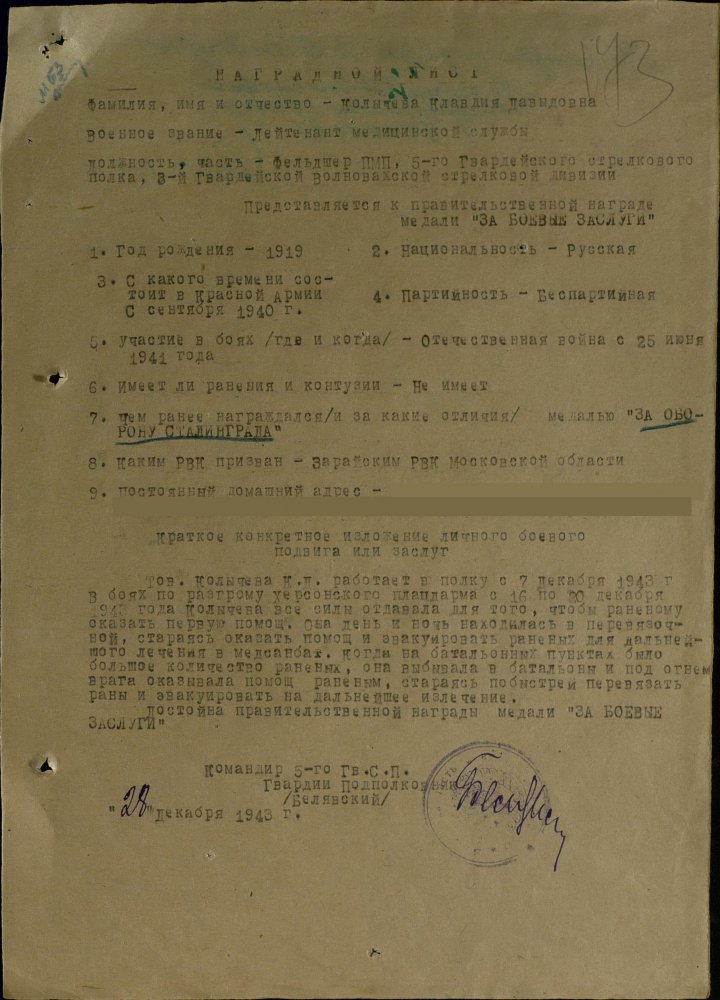 173
НАГРАДНОЙ ЛИСТ
Фамилия, имя и отчество - Колычева Клавдия Давыдовна
Военное звание - Лейтенант медицинской службы
Должность, часть - Фельдшер ПМП, 5-го Гвардейского стрелкового
полка, 3-й Гвардейской Волновахской стрелковой дивизии
Представляется к правительственной награде
медали "ЗА БОЕВЫЕ ЗАСЛУГИ"
1. Год рождения - 1919 2. Национальность - Русская
3. С какого времени сос-
тоит в Красной Армии
С сентября 1940 г. 4. Партийность - Беспартийная
5. Участие в боях /где и когда/ - Отечественная война с 25 июня
1941 года
6. Имеет ли ранения и контузии - Не имеет
7. Чем ранее награждался/и за какие отличия/ медалью "ЗА ОБО-
РОНУ СТАЛИНГРАДА"
8. Каким РВК призван - Зарайским РВК Московской области
9. Постоянный домашний адрес -
Краткое конкретное изложение личного боевого
подвига или заслуг
Тов. Колычева К.Д. работает в полку с 7 декабря 1943 г
В боях по разгрому херсонского плацдарма с 16 по 20 декабря
1943 года Колычева все силы отдавала для того, чтобы раненому
оказать первую помощ. Она день и ночь находилась в перевязоч-
ной, стараясь оказать помощ и эвакуировать раненых для дальней-
шого лечения в медсанбат. Когда на батальонных пунктах было
большое количество раненых, она выбывала в батальоны и под огнем
врага оказывала помощ раненым, стараясь побыстрей перевязать
раны и эвакуировать на дальнейшее излечение.
Достойна правительственной награды медали "ЗА БОЕВЫЕ
ЗАСЛУГИ"
Командир 5-го Гв.С.П.
Гвардии Подполковник
/Белявский/
"28" декабря 1943 г.